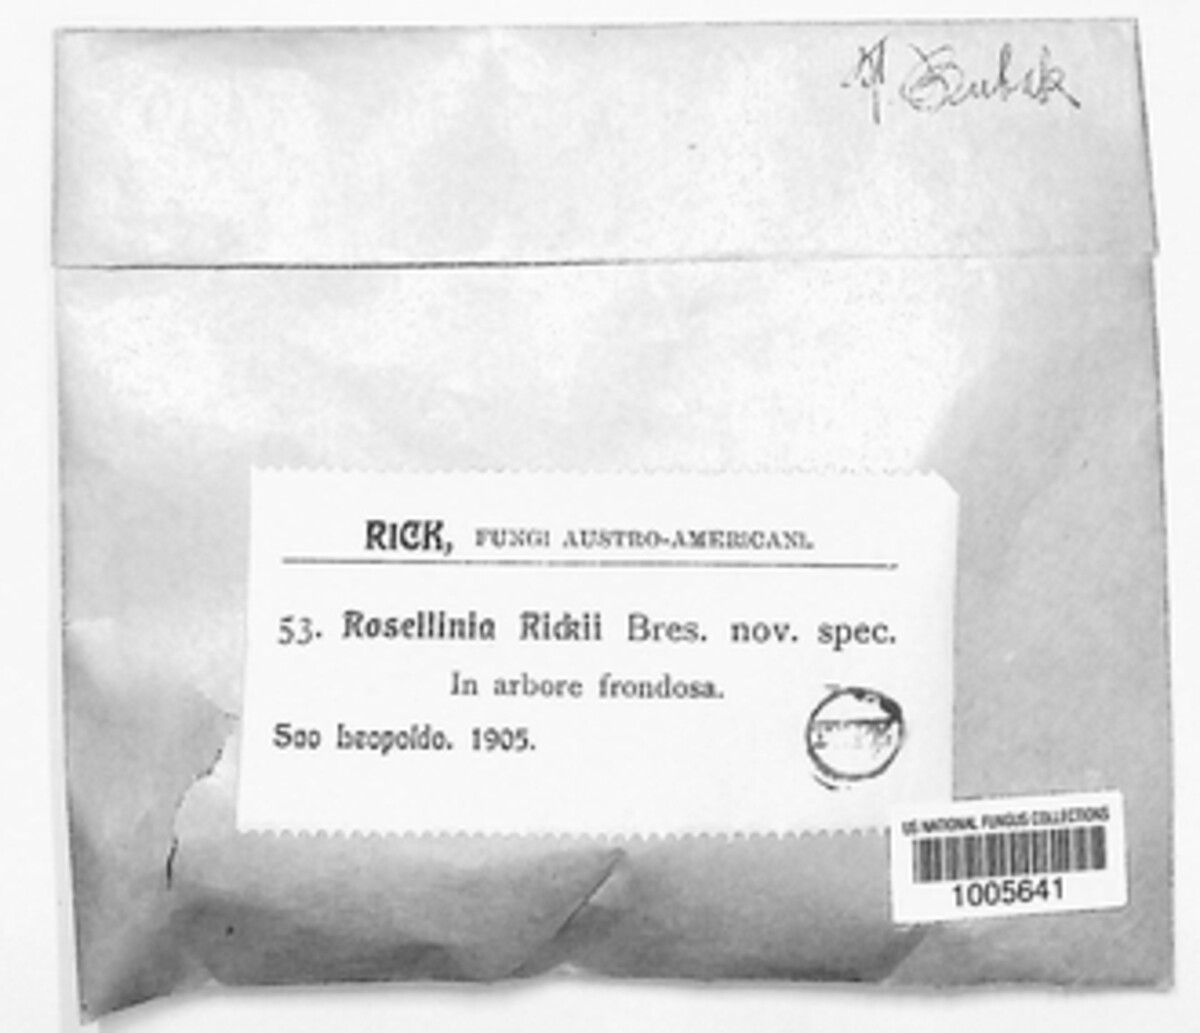 RICK, FUNGI AUSTRO-AMERICANI.
53. Rosellinia Rickii Bres. nov. spec.
In arbore frondosa.
Sao Leopoldo. 1905.
US NATIONAL FUNGUS COLLECTIONS
1005641